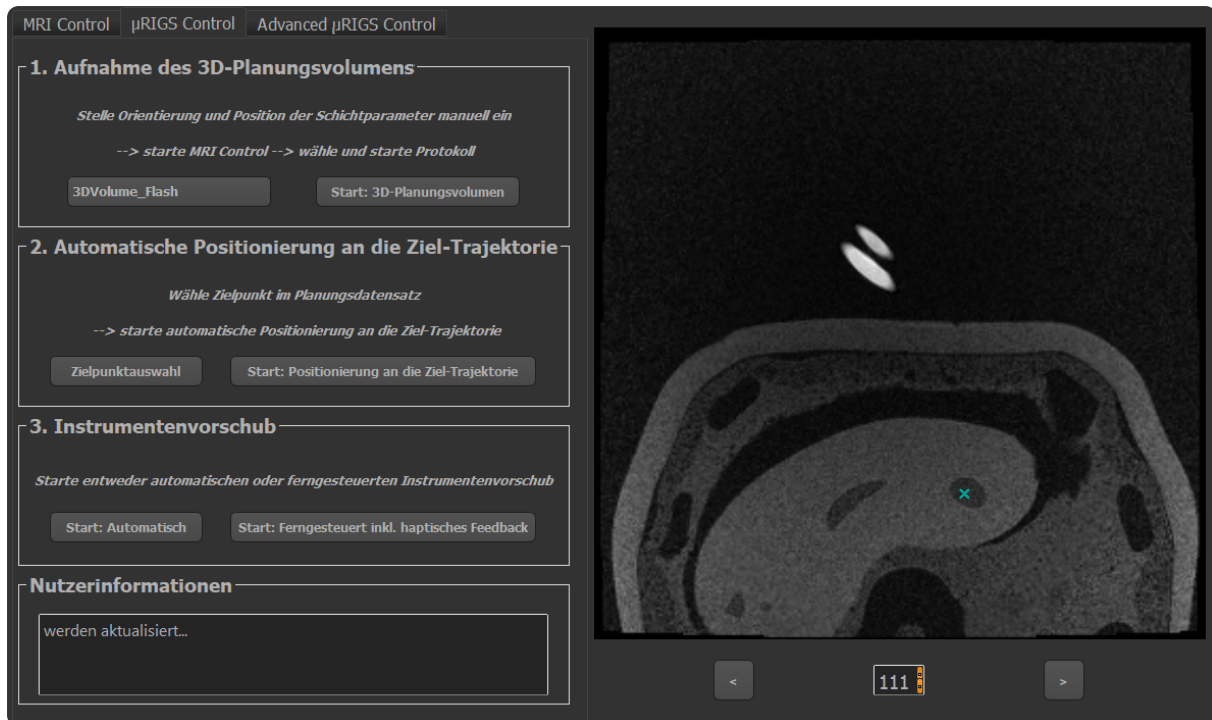 MRI Control
µRIGS Control
Advanced µRIGS Control
1. Aufnahme des 3D-Planungsvolumens
Stelle Orientierung und Position der Schichtparameter manuell ein
--> starte MRI Control --> wähle und starte Protokoll
3DVolume_Flash
Start: 3D-Planungsvolumen
2. Automatische Positionierung an die Ziel-Trajektorie
Wähle Zielpunkt im Planungsdatensatz
--> starte automatische Positionierung an die Ziel-Trajektorie
Zielpunktauswahl
Start: Positionierung an die Ziel-Trajektorie
3. Instrumentenvorschub
Starte entweder automatischen oder ferngesteuerten Instrumentenvorschub
Start: Automatisch
Start: Ferngesteuert inkl. haptisches Feedback
Nutzerinformationen
werden aktualisiert...
<
111
>